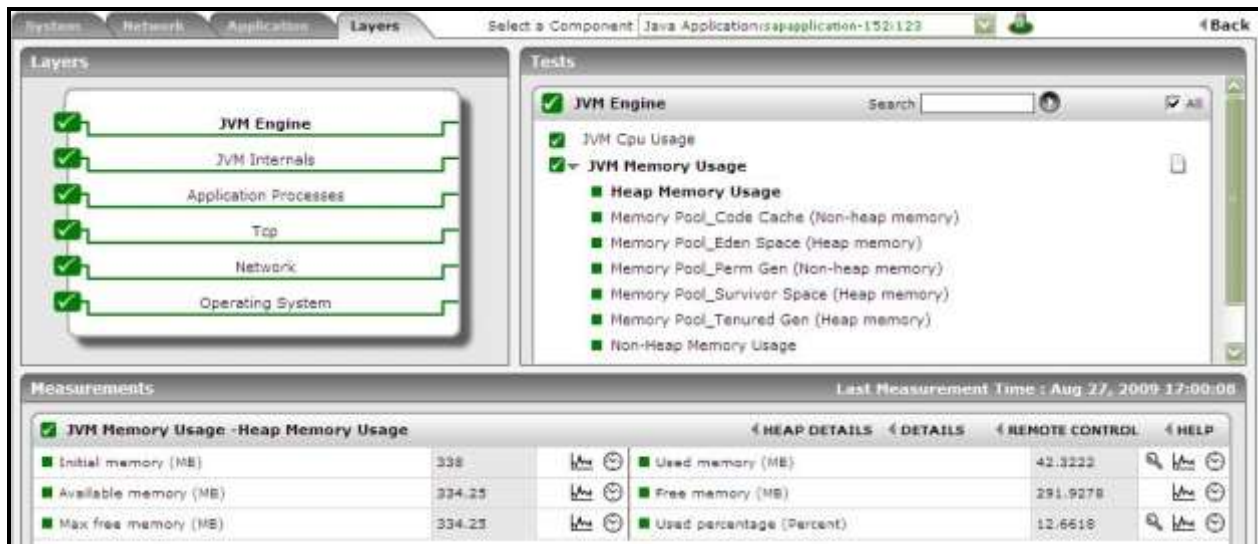 System Network Application Layers Select a Component Java Application:sapapplication-152:123 Back
Layers
JVM Engine
JVM Internals
Application Processes
Tcp
Network
Operating System
Tests
JVM Engine Search All
JVM Cpu Usage
JVM Memory Usage
Heap Memory Usage
Memory Pool_Code Cache (Non-heap memory)
Memory Pool_Eden Space (Heap memory)
Memory Pool_Perm Gen (Non-heap memory)
Memory Pool_Survivor Space (Heap memory)
Memory Pool_Tenured Gen (Heap memory)
Non-Heap Memory Usage
Measurements Last Measurement Time : Aug 27, 2009 17:00:06
JVM Memory Usage -Heap Memory Usage HEAP DETAILS DETAILS REMOTE CONTROL HELP
Initial memory (MB) 338 Used memory (MB) 42.3222
Available memory (MB) 334.25 Free memory (MB) 291.9278
Max free memory (MB) 334.25 Used percentage (Percent) 12.6618